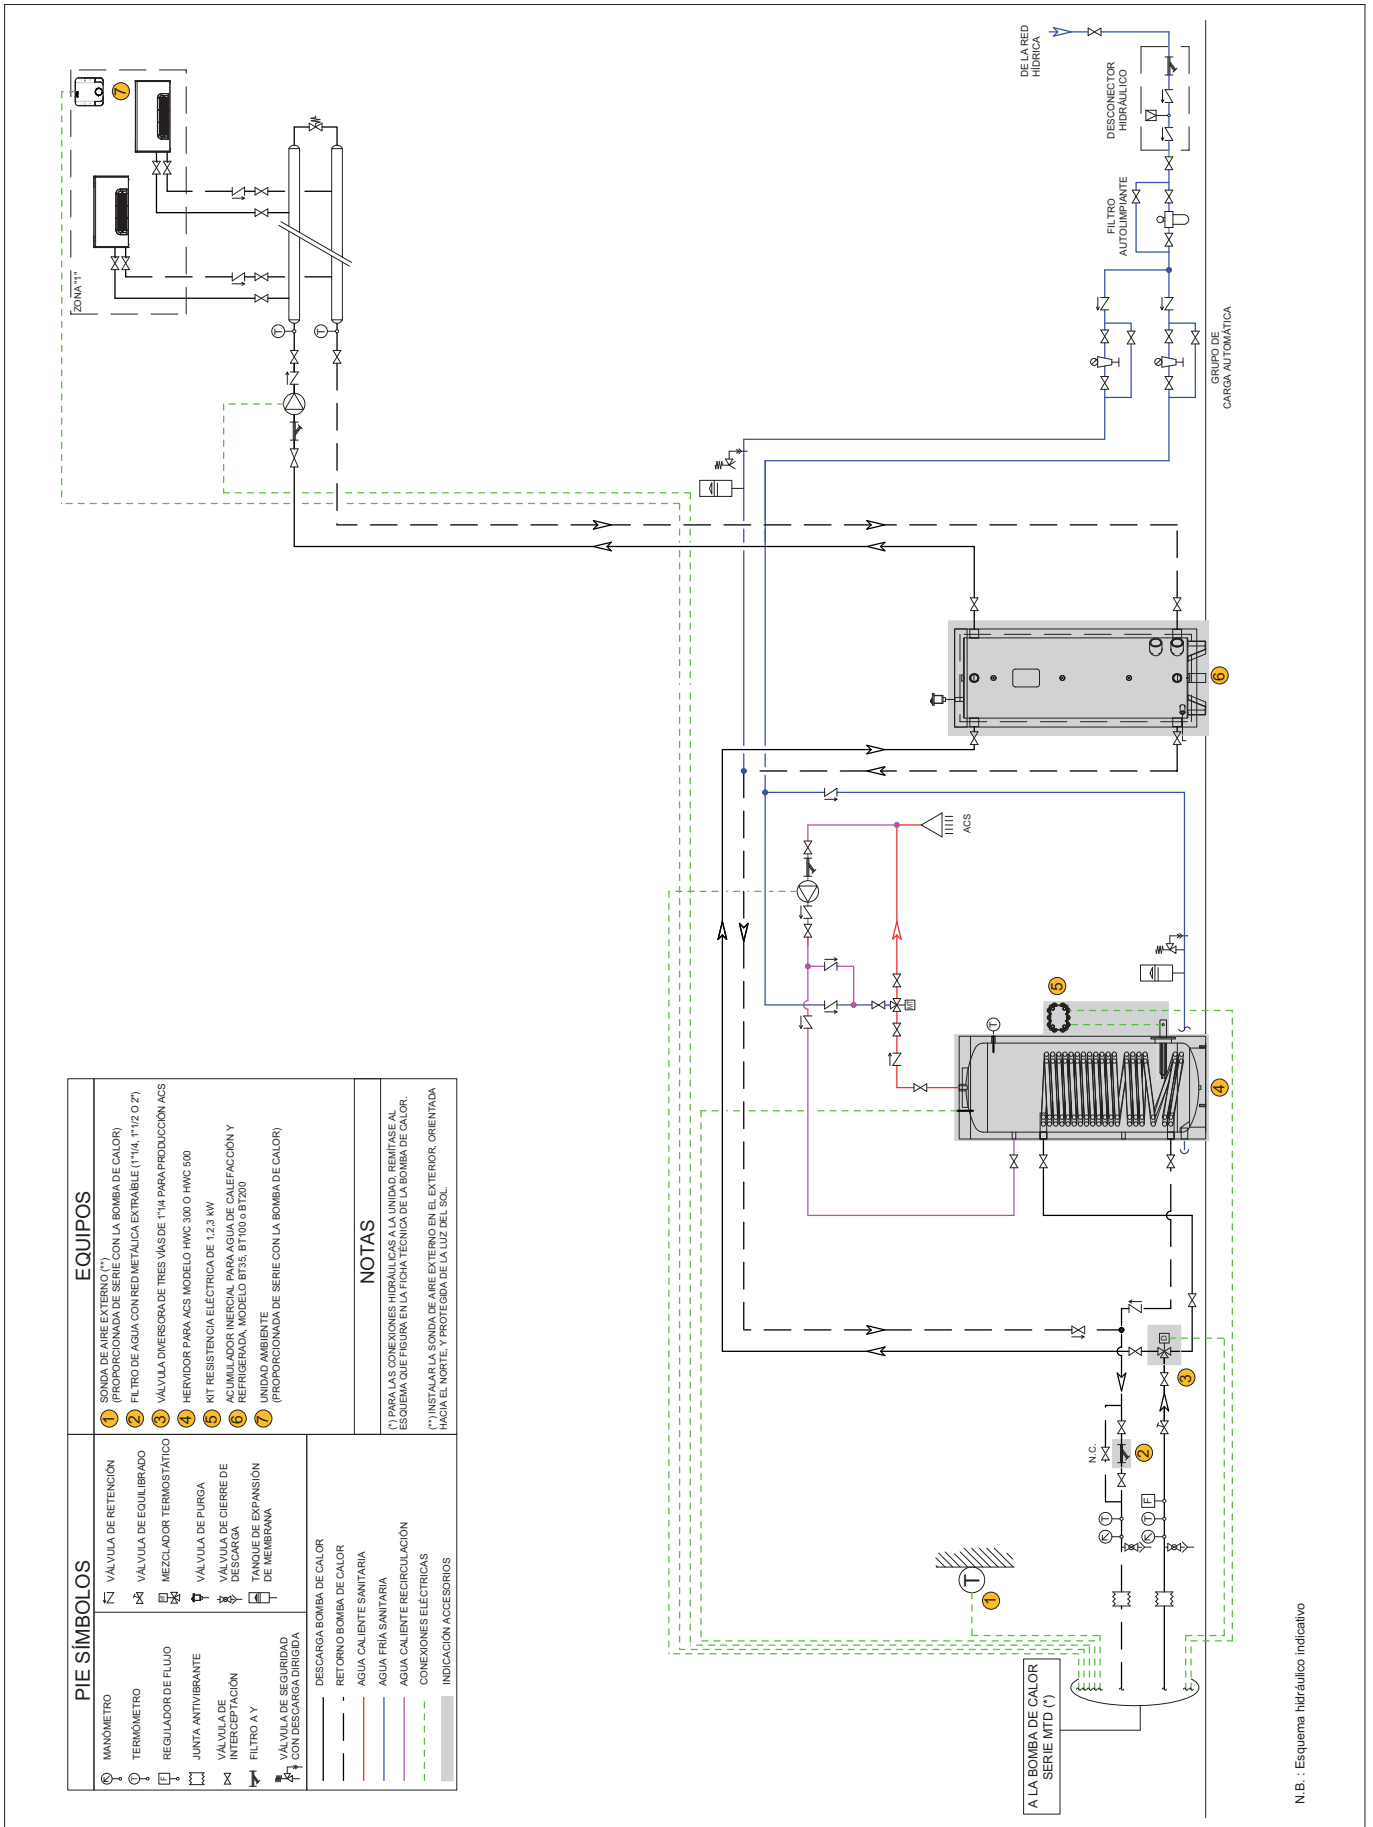 PIE SÍMBOLOS
MANÓMETRO
TERMÓMETRO
REGULADOR DE FLUJO
JUNTA ANTIVIBRANTE
VÁLVULA DE
INTERCEPTACIÓN
FILTRO A Y
VÁLVULA DE SEGURIDAD
CON DESCARGA DIRIGIDA
VÁLVULA DE RETENCIÓN
VÁLVULA DE EQUILIBRADO
MEZCLADOR TERMOSTÁTICO
VÁLVULA DE PURGA
VÁLVULA DE CIERRE DE
DESCARGA
TANQUE DE EXPANSIÓN
DE MEMBRANA
DESCARGA BOMBA DE CALOR
RETORNO BOMBA DE CALOR
AGUA CALIENTE SANITARIA
AGUA FRÍA SANITARIA
AGUA CALIENTE RECIRCULACIÓN
CONEXIONES ELÉCTRICAS
INDICACIÓN ACCESORIOS
EQUIPOS
1 SONDA DE AIRE EXTERNO (**)
(PROPORCIONADA DE SERIE CON LA BOMBA DE CALOR)
2 FILTRO DE AGUA CON RED METÁLICA EXTRAÍBLE (1"1/4, 1"1/2 O 2")
3 VÁLVULA DIVERSORA DE TRES VÍAS DE 1"1/4 PARA PRODUCCIÓN ACS
4 HERVIDOR PARA ACS MODELO HWC 300 O HWC 500
5 KIT RESISTENCIA ELÉCTRICA DE 1,2,3 kW
6 ACUMULADOR INERCIAL PARA AGUA DE CALEFACCIÓN Y
REFRIGERADA, MODELO BT35, BT100 o BT200
7 UNIDAD AMBIENTE
(PROPORCIONADA DE SERIE CON LA BOMBA DE CALOR)
NOTAS
(*) PARA LAS CONEXIONES HIDRÁULICAS A LA UNIDAD, REMÍTASE AL
ESQUEMA QUE FIGURA EN LA FICHA TÉCNICA DE LA BOMBA DE CALOR.
(**) INSTALAR LA SONDA DE AIRE EXTERNO EN EL EXTERIOR, ORIENTADA
HACIA EL NORTE, Y PROTEGIDA DE LA LUZ DEL SOL.
ZONA "1"
7
T
T
DE LA RED
HÍDRICA
DESCONECTOR
HIDRÁULICO
FILTRO
AUTOLIMPIANTE
GRUPO DE
CARGA AUTOMÁTICA
6
ACS
5
T
4
D
3
N.C.
2
F
T
T
T
1
A LA BOMBA DE CALOR
SERIE MTD (*)
N.B. : Esquema hidráulico indicativo